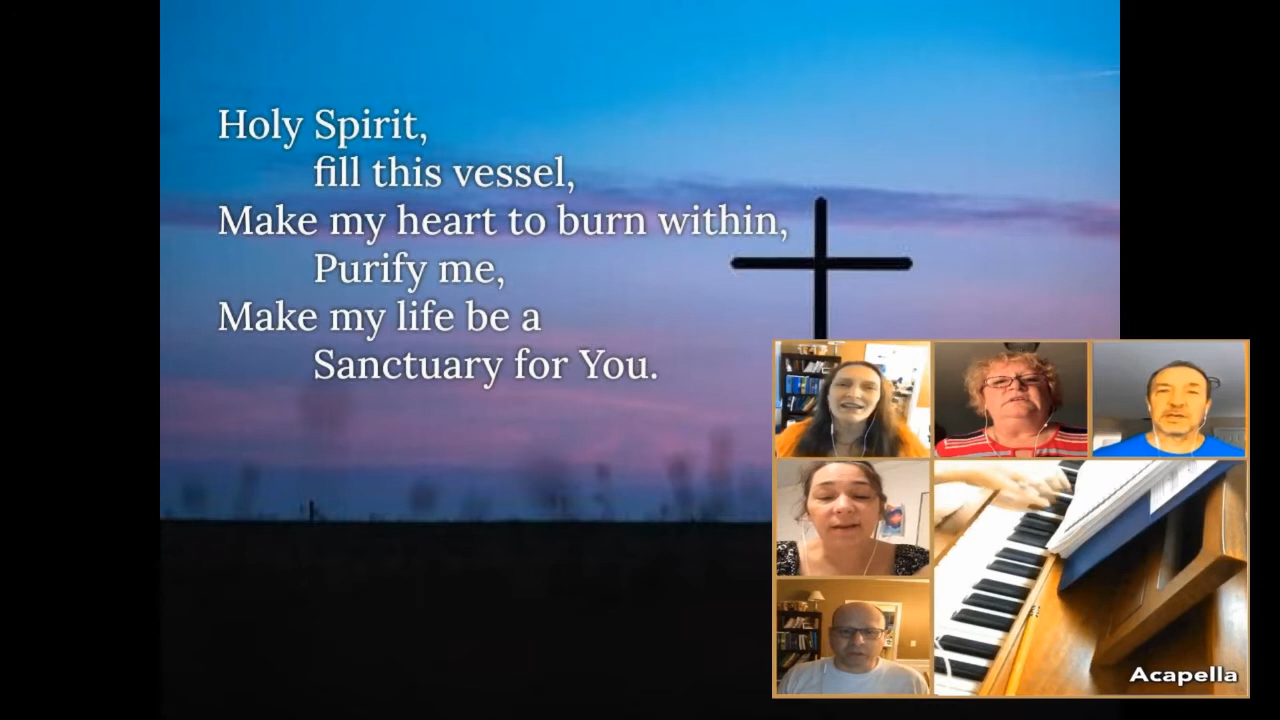 Holy Spirit,
fill this vessel,
Make my heart to burn within,
Purify me,
Make my life be a
Sanctuary for You.
Acapella